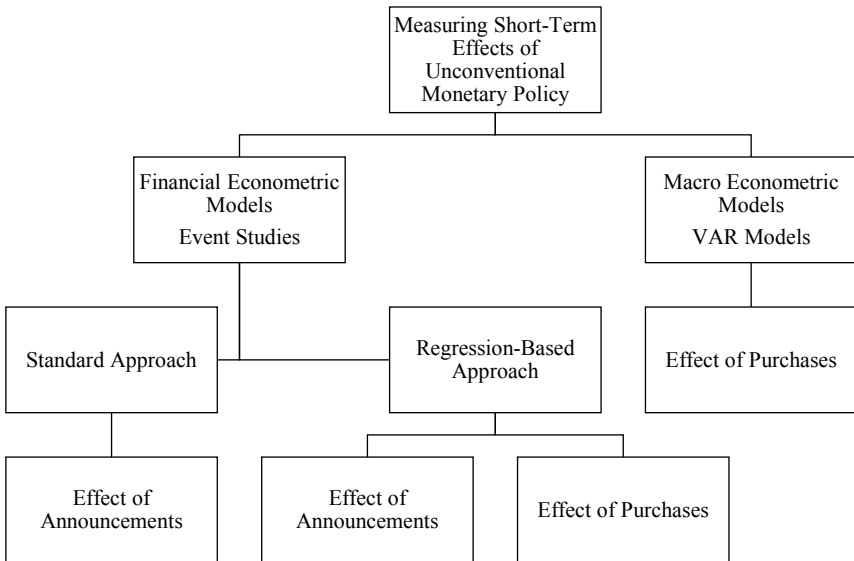 Measuring Short-Term
Effects of
Unconventional
Monetary Policy
Financial Econometric
Models
Event Studies
Macro Econometric
Models
VAR Models
Standard Approach
Regression-Based
Approach
Effect of Purchases
Effect of
Announcements
Effect of
Announcements
Effect of Purchases